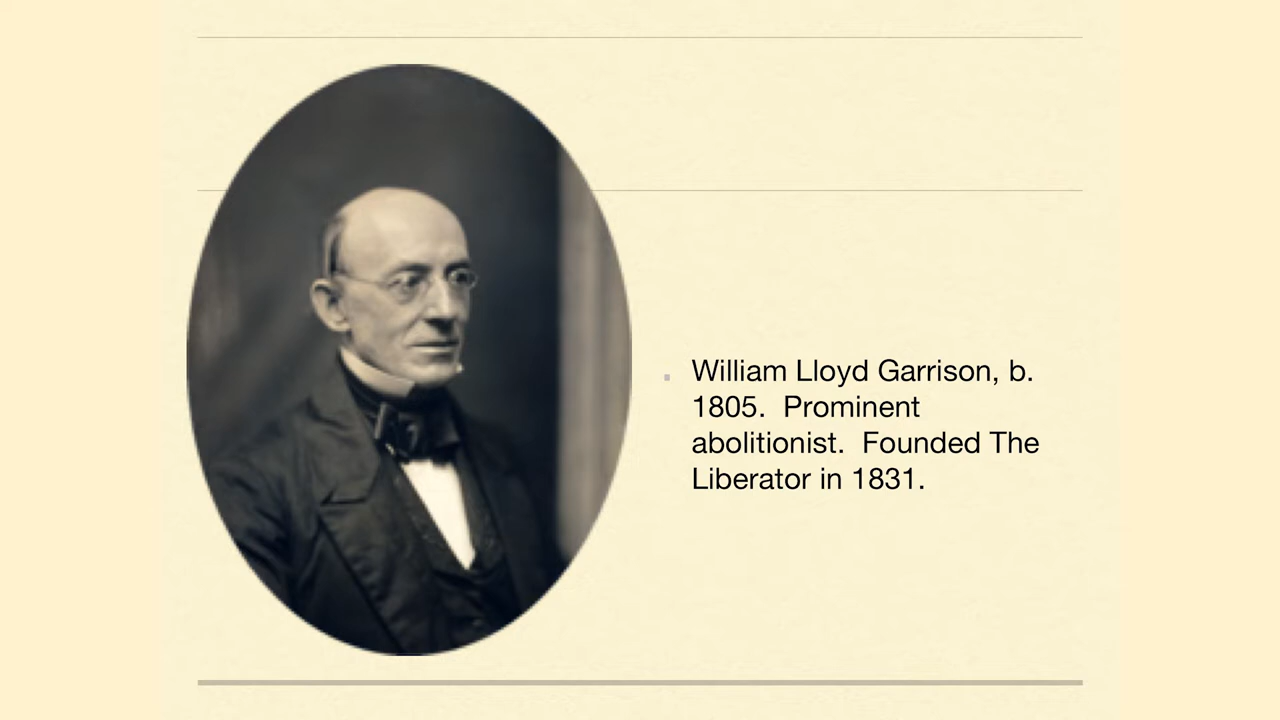 William Lloyd Garrison, b.
1805.  Prominent
abolitionist.  Founded The
Liberator in 1831.